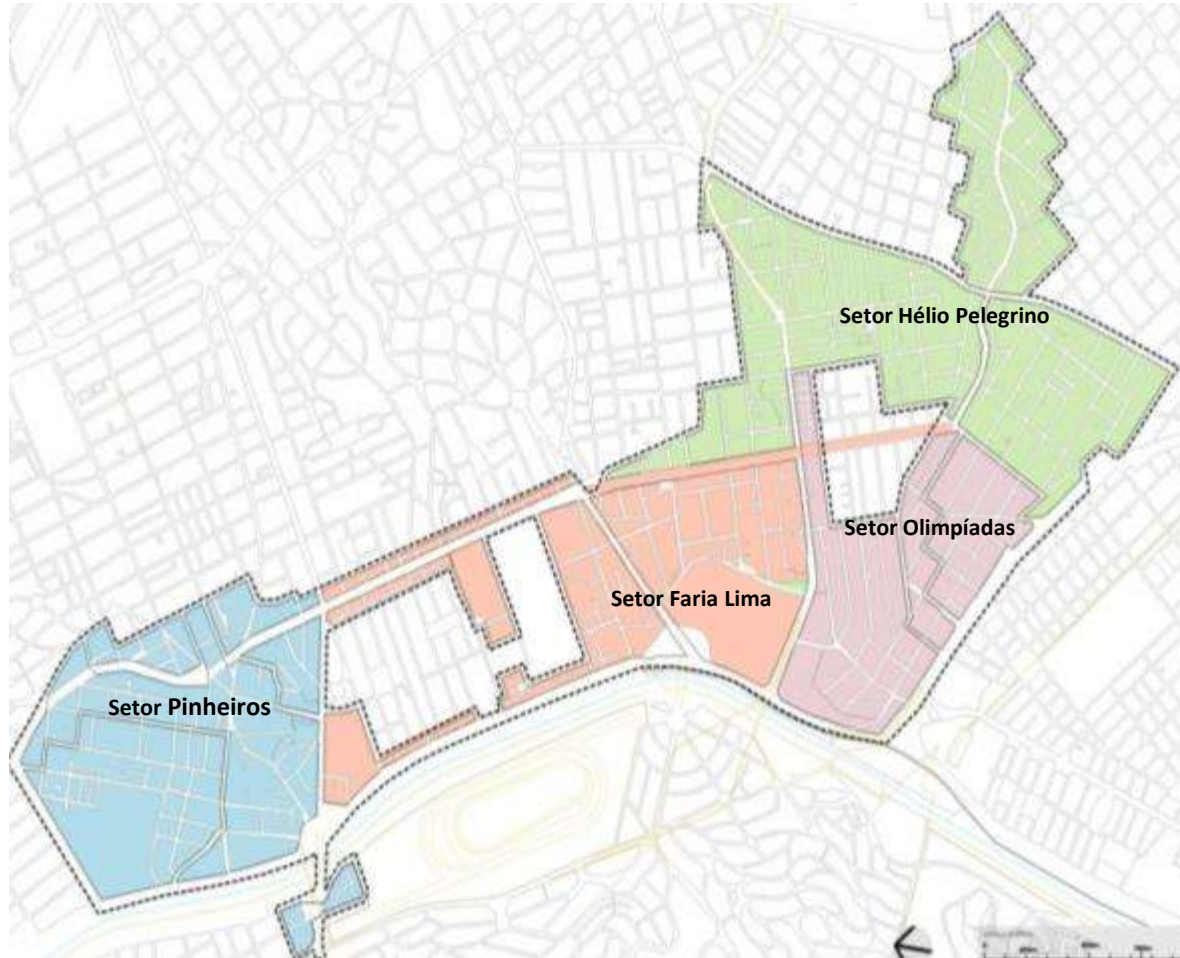 Setor Hélio Pelegrino
Setor Olimpíadas
Setor Faria Lima
Setor Pinheiros